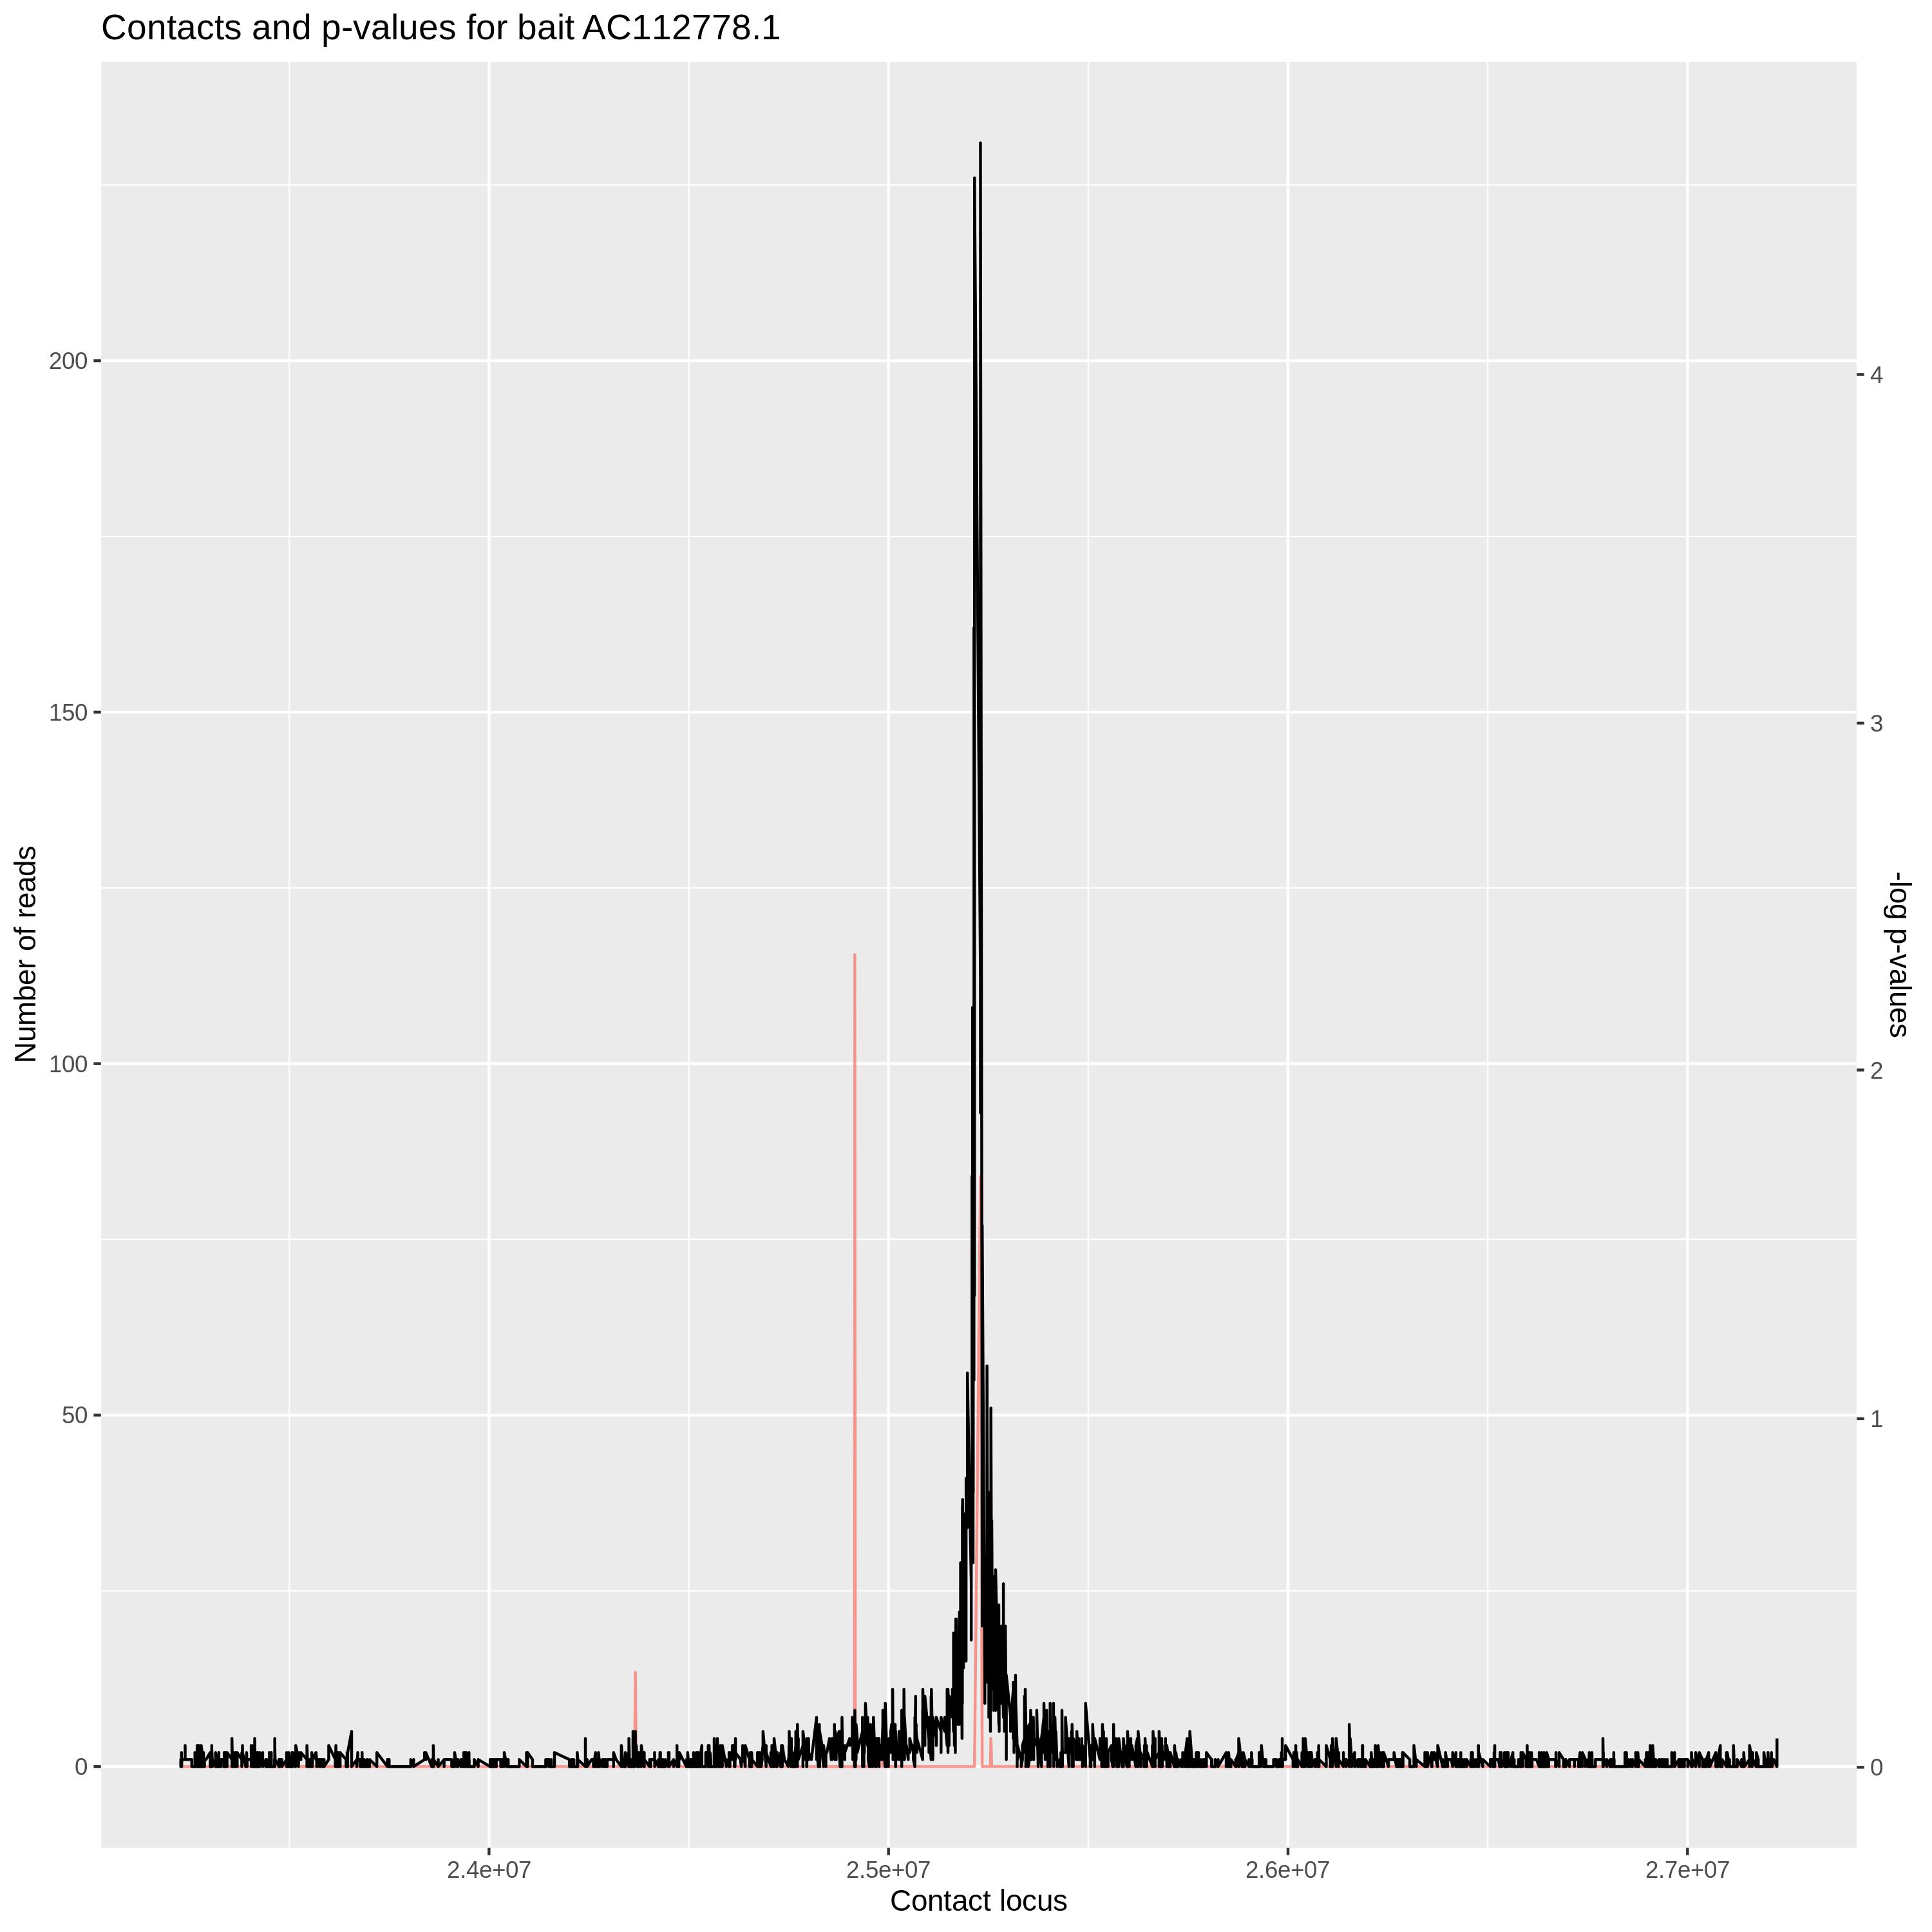 Contacts and p-values for bait AC112778.1
200
150
100
50
0
4
3
2
1
0
Number of reads
-log p-values
2.4e+07
2.5e+07
2.6e+07
2.7e+07
Contact locus